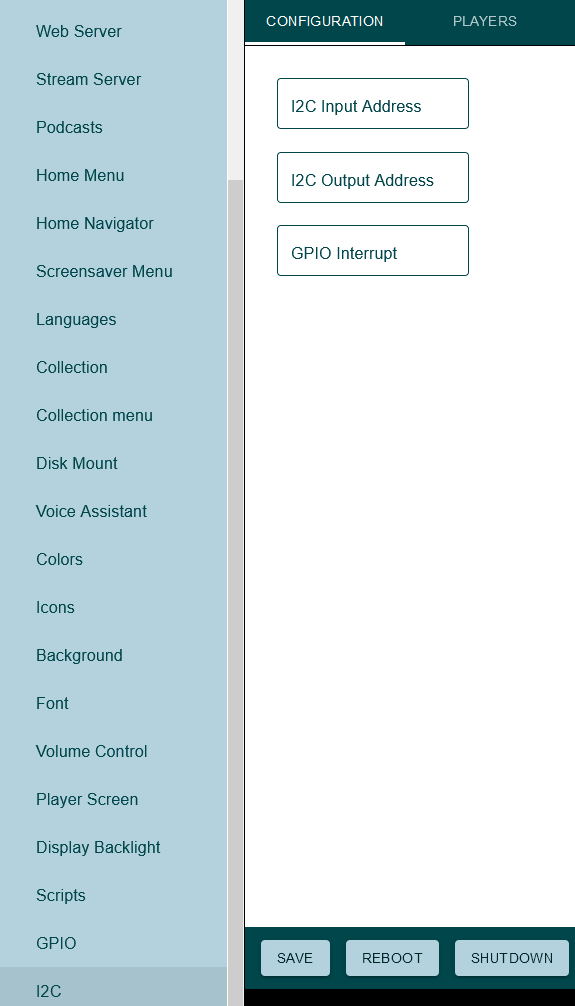 Web Server
Stream Server
Podcasts
Home Menu
Home Navigator
Screensaver Menu
Languages
Collection
Collection menu
Disk Mount
Voice Assistant
Colors
Icons
Background
Font
Volume Control
Player Screen
Display Backlight
Scripts
GPIO
I2C
CONFIGURATION PLAYERS
I2C Input Address
I2C Output Address
GPIO Interrupt
SAVE REBOOT SHUTDOWN